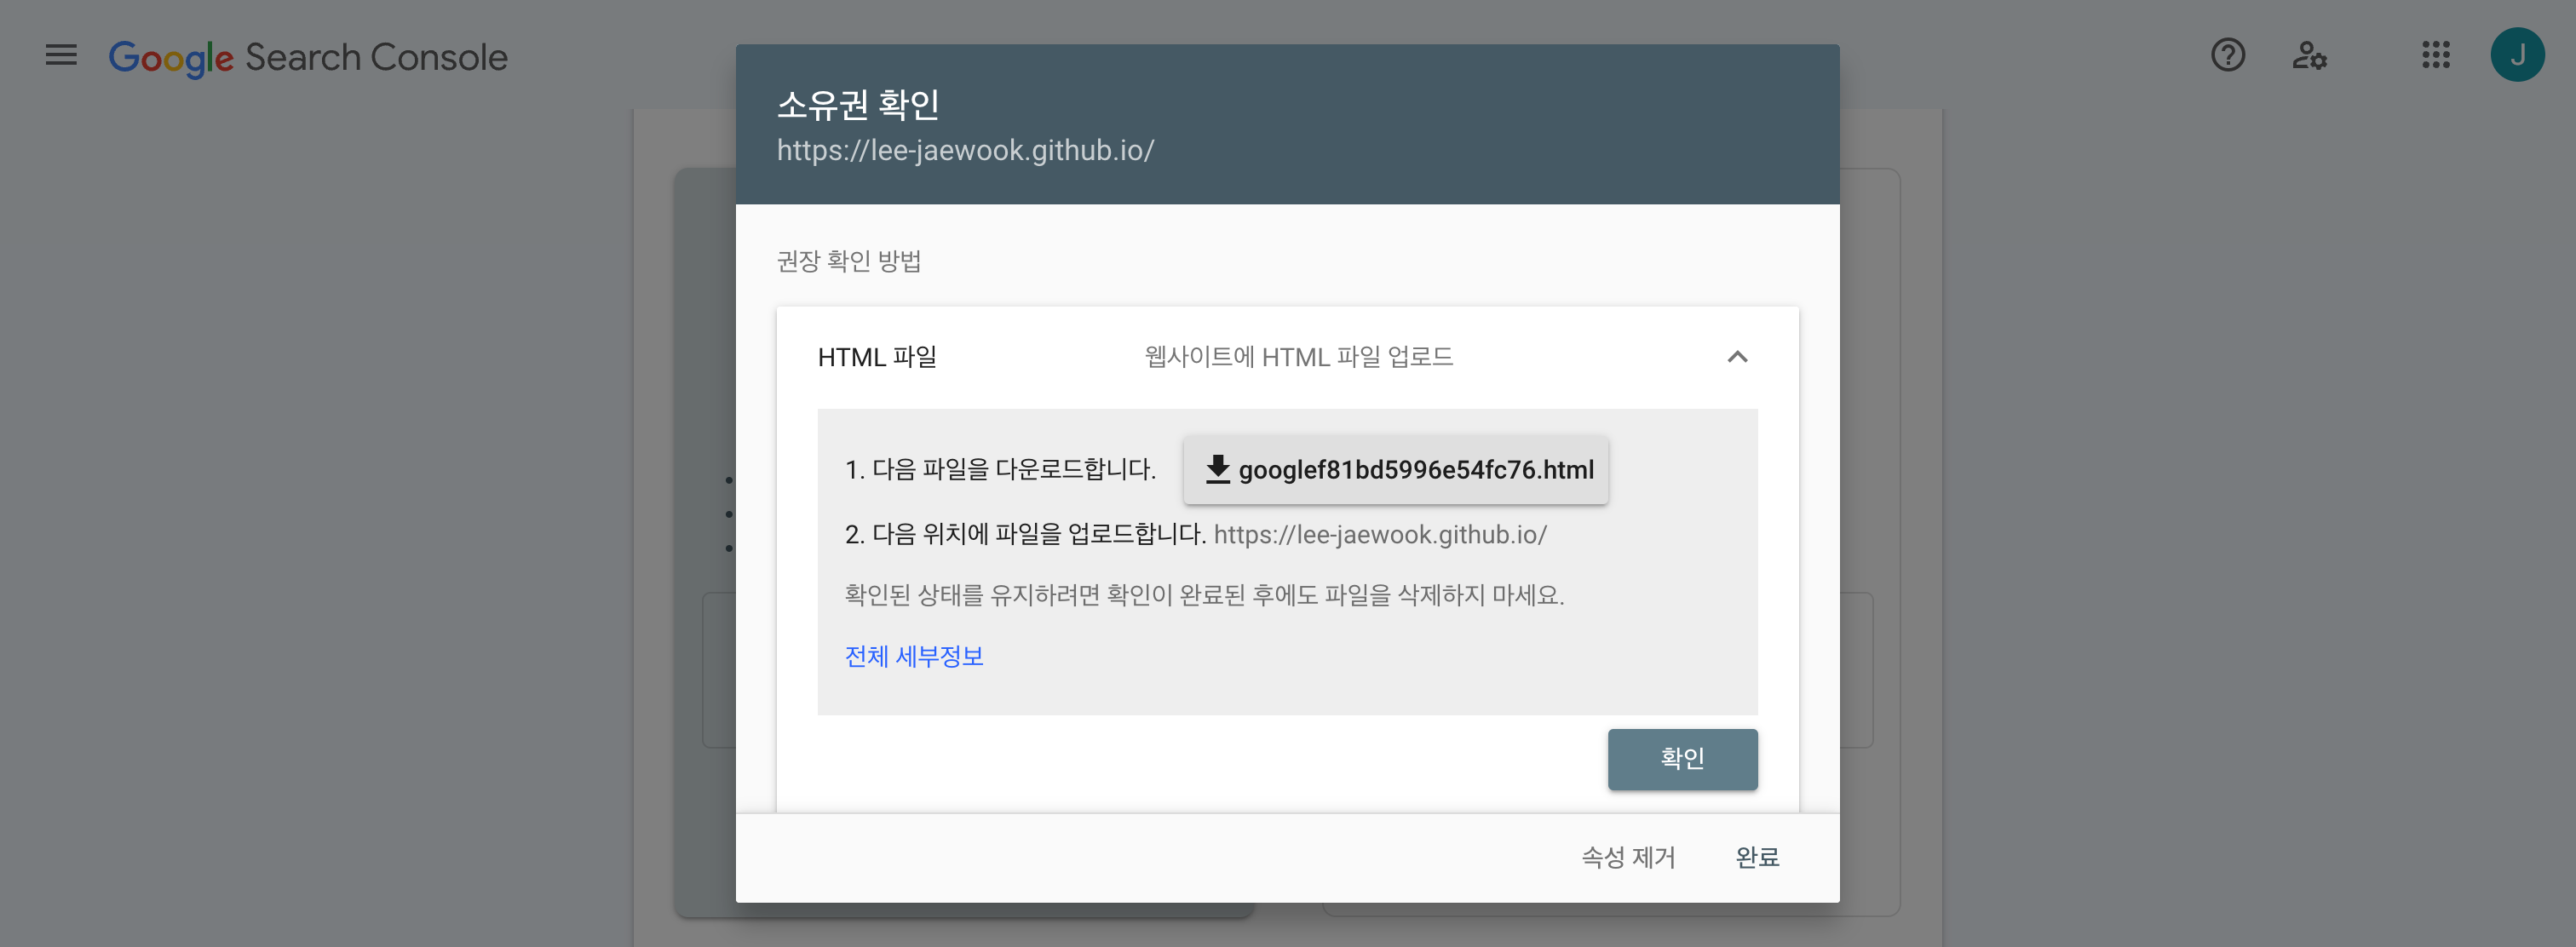 Google Search Console
J
소유권 확인
https://lee-jaewook.github.io/
권장 확인 방법
HTML 파일 웹사이트에 HTML 파일 업로드
1. 다음 파일을 다운로드합니다. googlef81bd5996e54fc76.html
2. 다음 위치에 파일을 업로드합니다. https://lee-jaewook.github.io/
확인된 상태를 유지하려면 확인이 완료된 후에도 파일을 삭제하지 마세요.
전체 세부정보
확인
속성 제거 완료